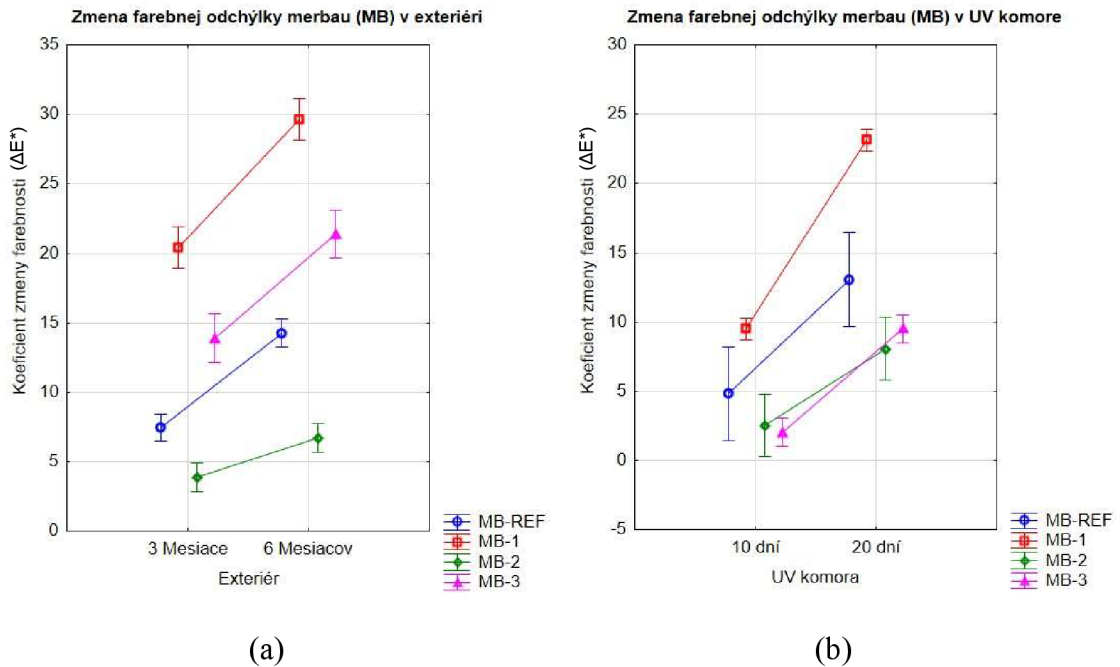 Zmena farebnej odchýlky merbau (MB) v exteriéri
35
30
25
20
15
10
5
0
Koeficient zmeny farebnosti (ΔE*)
3 Mesiace 6 Mesiacov
Exteriér
MB-REF
MB-1
MB-2
MB-3
(a)
Zmena farebnej odchýlky merbau (MB) v UV komore
30
25
20
15
10
5
0
-5
Koeficient zmeny farebnosti (ΔE*)
10 dní 20 dní
UV komora
MB-REF
MB-1
MB-2
MB-3
(b)